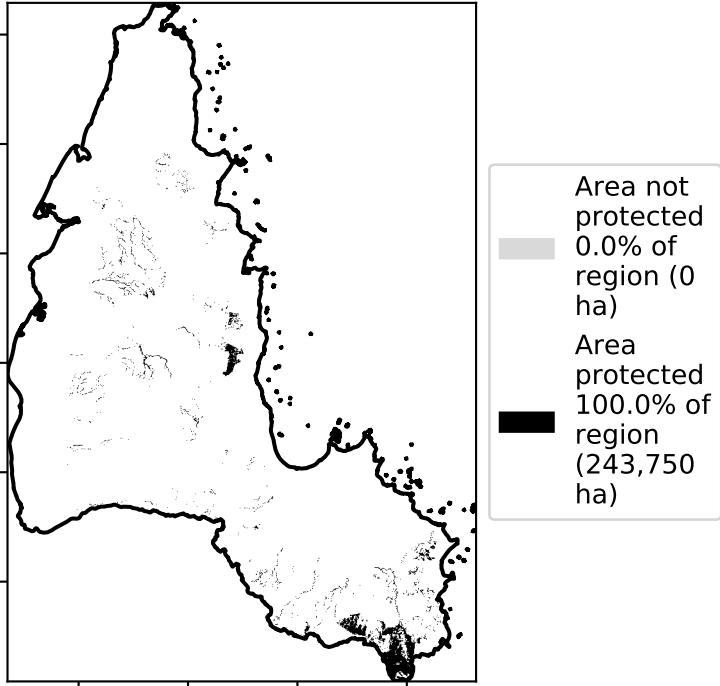 Area not
protected
0.0% of
region (0
ha)
Area
protected
100.0% of
region
(243,750
ha)